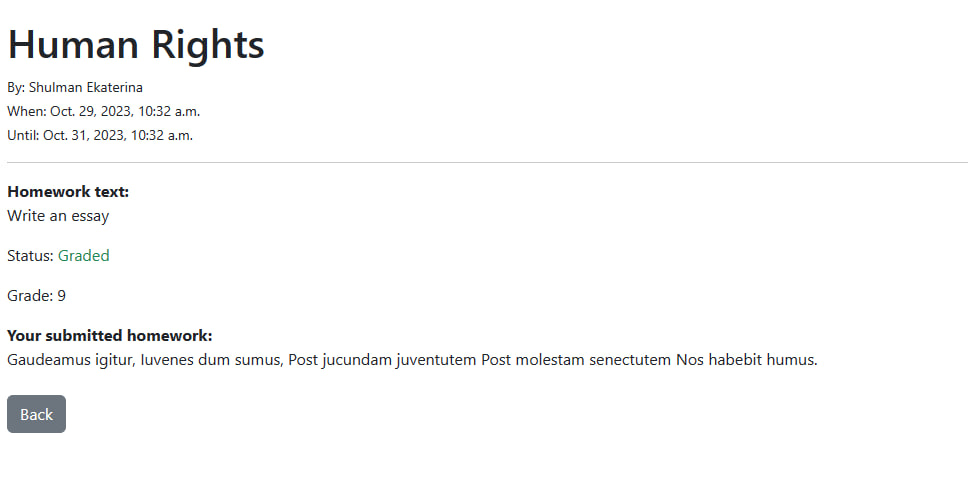 Human Rights
By: Shulman Ekaterina
When: Oct. 29, 2023, 10:32 a.m.
Until: Oct. 31, 2023, 10:32 a.m.
Homework text:
Write an essay
Status: Graded
Grade: 9
Your submitted homework:
Gaudeamus igitur, Iuvenes dum sumus, Post jucundam juventutem Post molestam senectutem Nos habebit humus.
Back